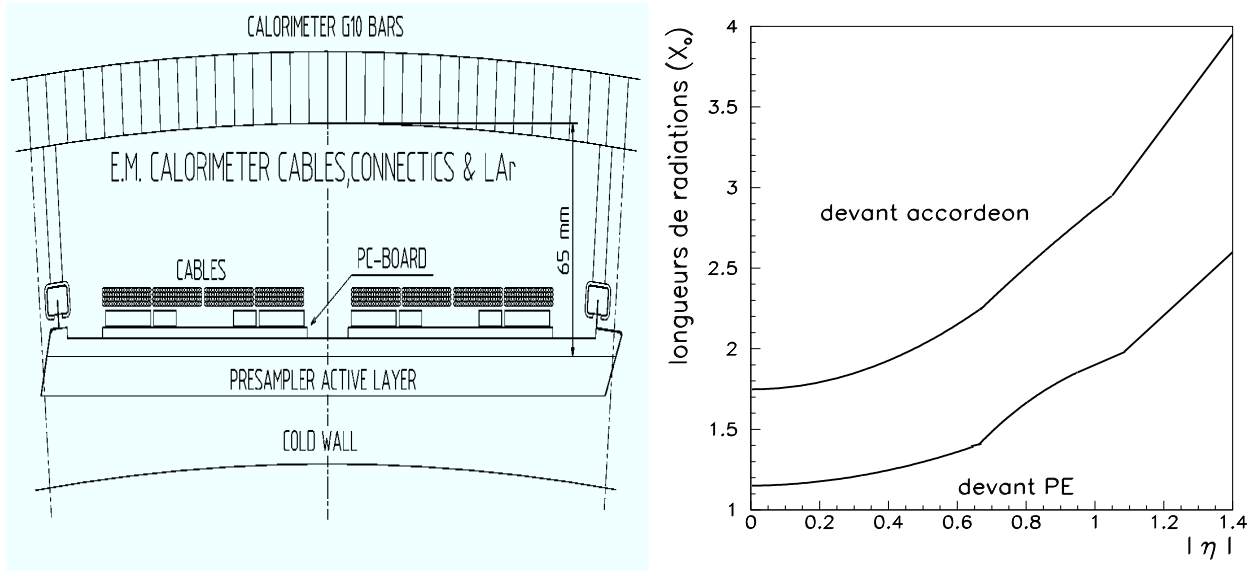 CALORIMETER G10 BARS
E.M. CALORIMETER CABLES,CONNECTICS & LAr
65 mm
PC-BOARD
CABLES
PRESAMPLER ACTIVE LAYER
COLD WALL
longueurs de radiations (Xo)
4
3.5
3
2.5
2
1.5
1
devant accordeon
devant PE
0 0.2 0.4 0.6 0.8 1 1.2 1.4
| η |